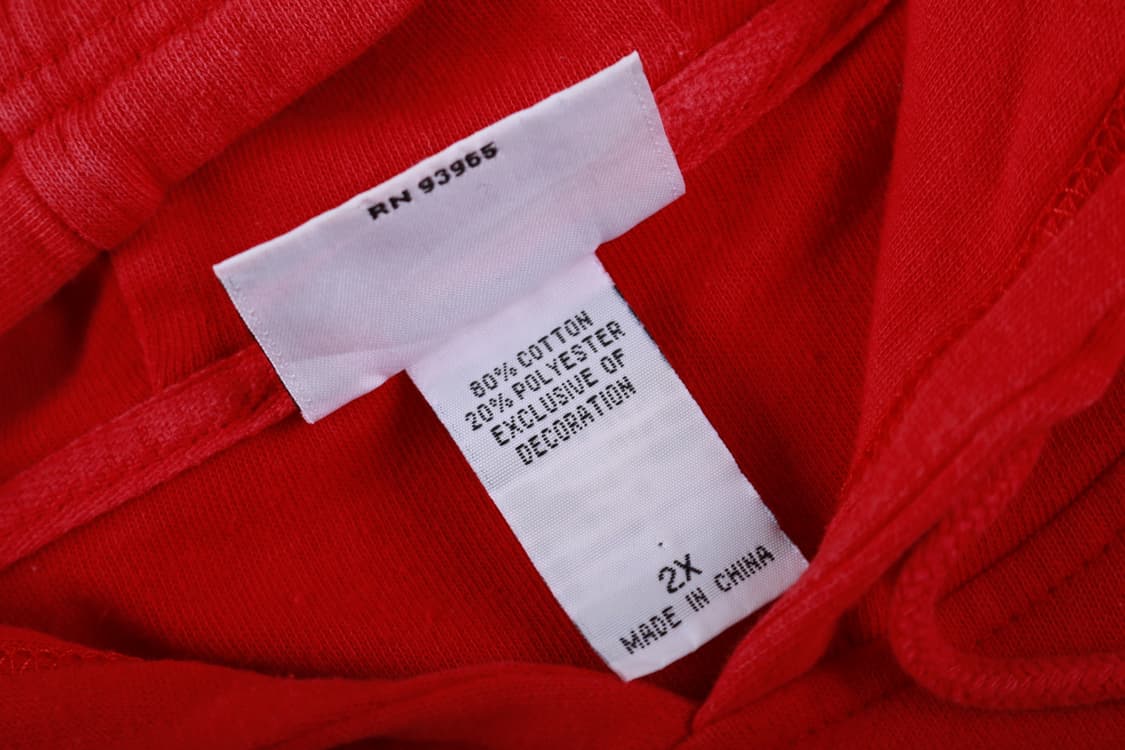 RN 93965
80% COTTON
20% POLYESTER
EXCLUSIVE OF
DECORATION
2X
MADE IN CHINA